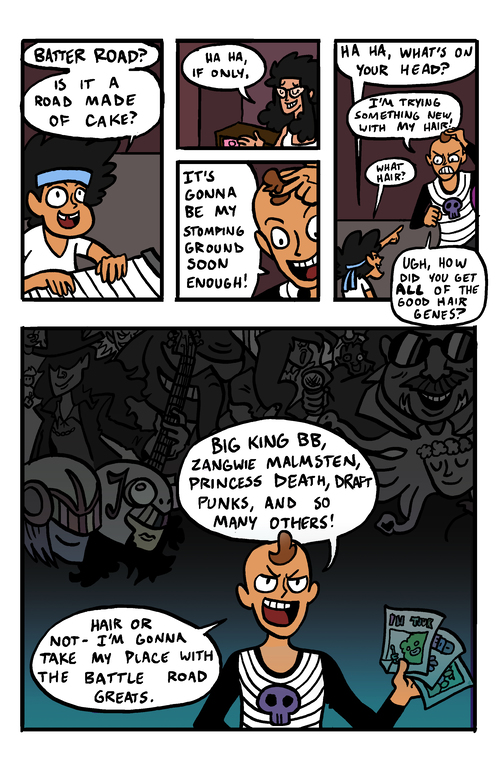 BATTER ROAD?
IS IT A
ROAD MADE
OF CAKE?
HA HA,
IF ONLY.
IT'S
GONNA
BE MY
STOMPING
GROUND
SOON
ENOUGH!
HA HA, WHAT'S ON
YOUR HEAD?
I'M TRYING
SOMETHING NEW,
WITH MY HAIR!
WHAT
HAIR?
UGH, HOW
DID YOU GET
ALL OF THE
GOOD HAIR
GENES?
BIG KING BB,
ZANGWIE MALMSTEN,
PRINCESS DEATH, DRAFT
PUNKS, AND SO
MANY OTHERS!
HAIR OR
NOT- I'M GONNA
TAKE MY PLACE WITH
THE BATTLE ROAD
GREATS.